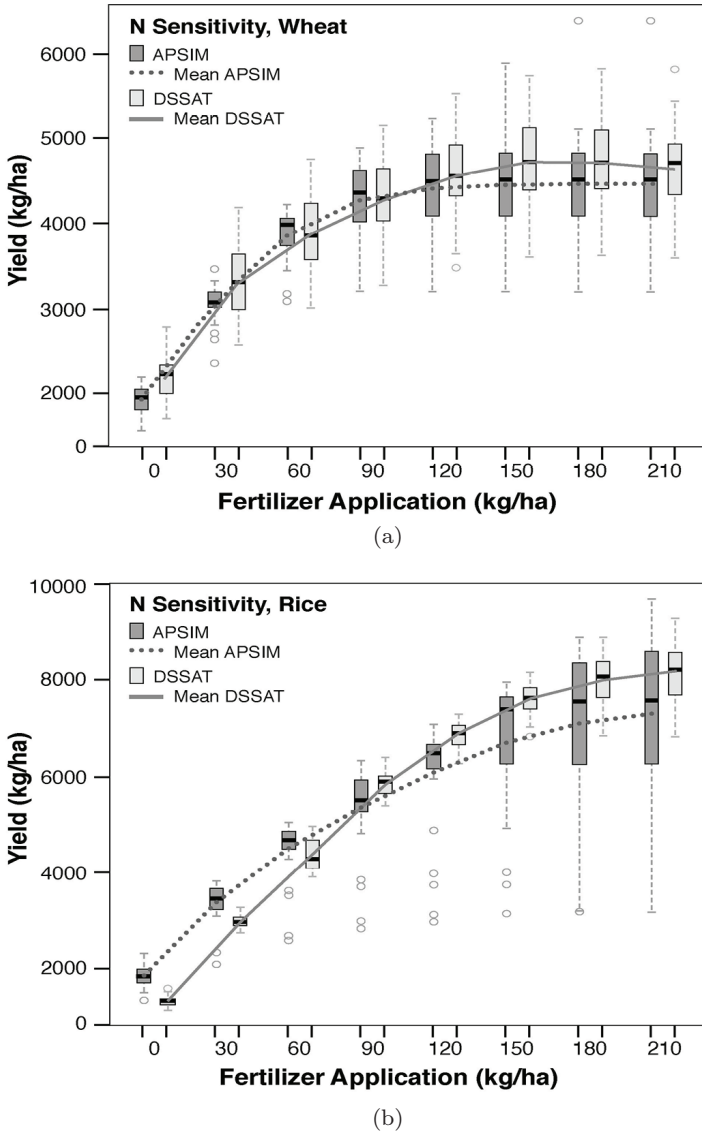 N Sensitivity, Wheat
APSIM
Mean APSIM
DSSAT
Mean DSSAT
6000
5000
4000
3000
2000
0
Yield (kg/ha)
0 30 60 90 120 150 180 210
Fertilizer Application (kg/ha)
(a)
N Sensitivity, Rice
APSIM
Mean APSIM
DSSAT
Mean DSSAT
10000
8000
6000
4000
2000
0
Yield (kg/ha)
0 30 60 90 120 150 180 210
Fertilizer Application (kg/ha)
(b)